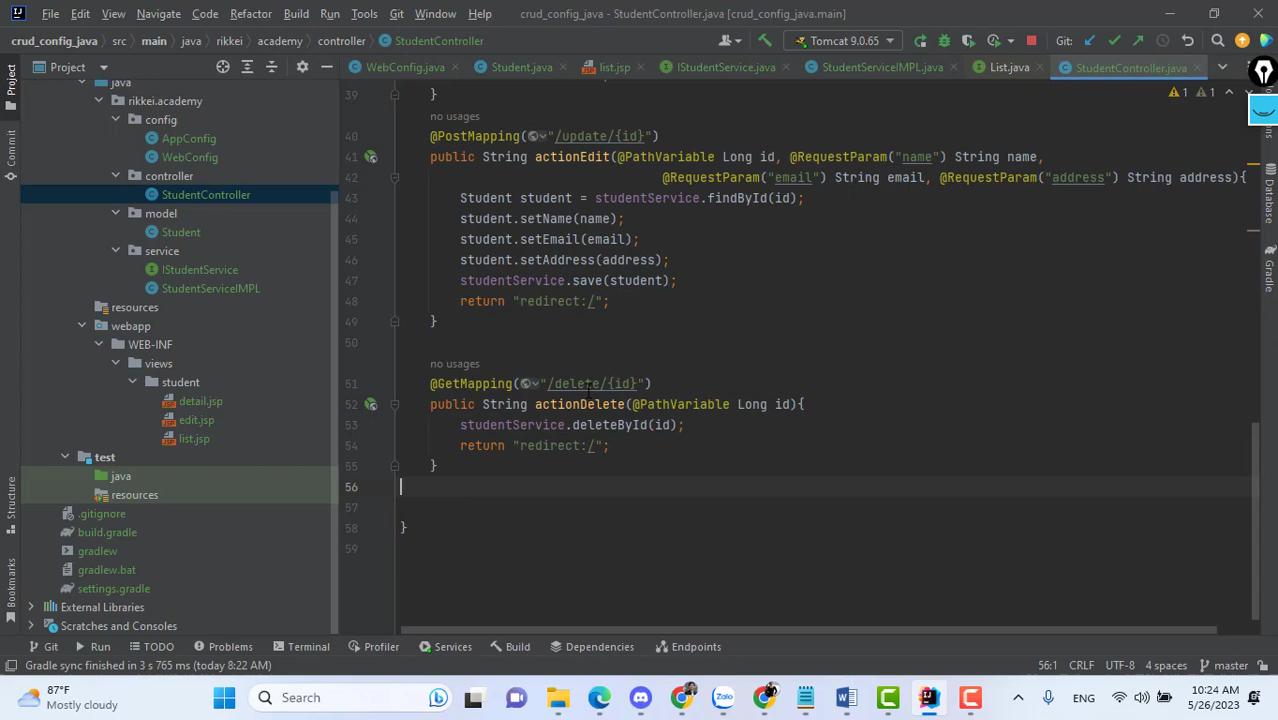 File Edit View Navigate Code Refactor Build Run Tools Git Window Help crud_config_java - StudentController.java [crud_config_java.main]
crud_config_java src main java rikkei academy controller StudentController Tomcat 9.0.65 Git:
Project
WebConfig.java Student.java list.jsp IStudentService.java StudentServiceIMPL.java List.java StudentController.java
Project
Commit
Structure
Bookmarks
java
rikkei.academy
config
AppConfig
WebConfig
controller
StudentController
model
Student
service
IStudentService
StudentServiceIMPL
resources
webapp
WEB-INF
views
student
detail.jsp
edit.jsp
list.jsp
test
java
resources
.gitignore
build.gradle
gradlew
gradlew.bat
settings.gradle
External Libraries
Scratches and Consoles
1 1
39 }
no usages
40 @PostMapping("/update/{id}")
41 public String actionEdit(@PathVariable Long id, @RequestParam("name") String name,
42 @RequestParam("email") String email, @RequestParam("address") String address){
43 Student student = studentService.findById(id);
44 student.setName(name);
45 student.setEmail(email);
46 student.setAddress(address);
47 studentService.save(student);
48 return "redirect:/";
49 }
50
no usages
51 @GetMapping("/delete/{id}")
52 public String actionDelete(@PathVariable Long id){
53 studentService.deleteById(id);
54 return "redirect:/";
55 }
56
57
58 }
59
Database
Gradle
Git Run TODO Problems Terminal Profiler Services Build Dependencies Endpoints
Gradle sync finished in 3 s 765 ms (today 8:22 AM) 56:1 CRLF UTF-8 4 spaces master
87°F
Mostly cloudy
Search
Zalo
ENG
10:24 AM
5/26/2023